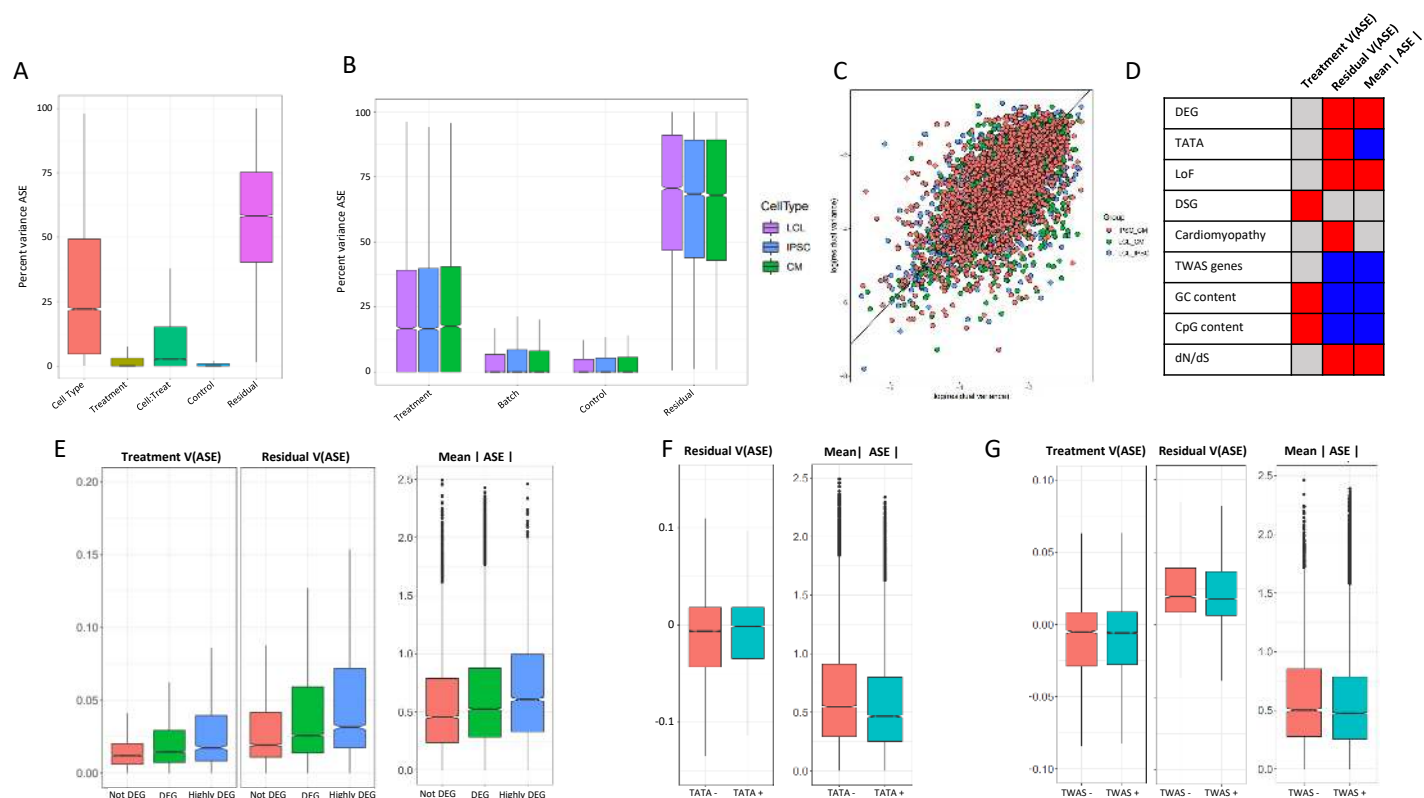 A
Percent variance ASE
100
75
50
25
0
Cell Type
Treatment
Cell:Treat
Control
Residual
B
Percent variance ASE
100
75
50
25
0
Treatment
Batch
Control
Residual
CellType
LCL
IPSC
CM
C
Group
IPSC_CM
LCL_CM
LCL_IPSC
D
Treatment V(ASE)
Residual V(ASE)
Mean | ASE |
DEG
TATA
LoF
DSG
Cardiomyopathy
TWAS genes
GC content
CpG content
dN/dS
E
Treatment V(ASE)
Residual V(ASE)
Mean | ASE |
0.20
0.15
0.10
0.05
0.00
2.5
2.0
1.5
1.0
0.5
0.0
Not DEG
DEG
Highly DEG
Not DEG
DEG
Highly DEG
Not DEG
DEG
Highly DEG
F
Residual V(ASE)
Mean| ASE |
0.1
0
-0.1
2.5
2.0
1.5
1.0
0.5
0.0
TATA -
TATA +
TATA -
TATA +
G
Treatment V(ASE)
Residual V(ASE)
Mean | ASE |
0.10
0.05
0.00
-0.05
-0.10
2.5
2.0
1.5
1.0
0.5
0.0
TWAS -
TWAS +
TWAS -
TWAS +
TWAS -
TWAS +